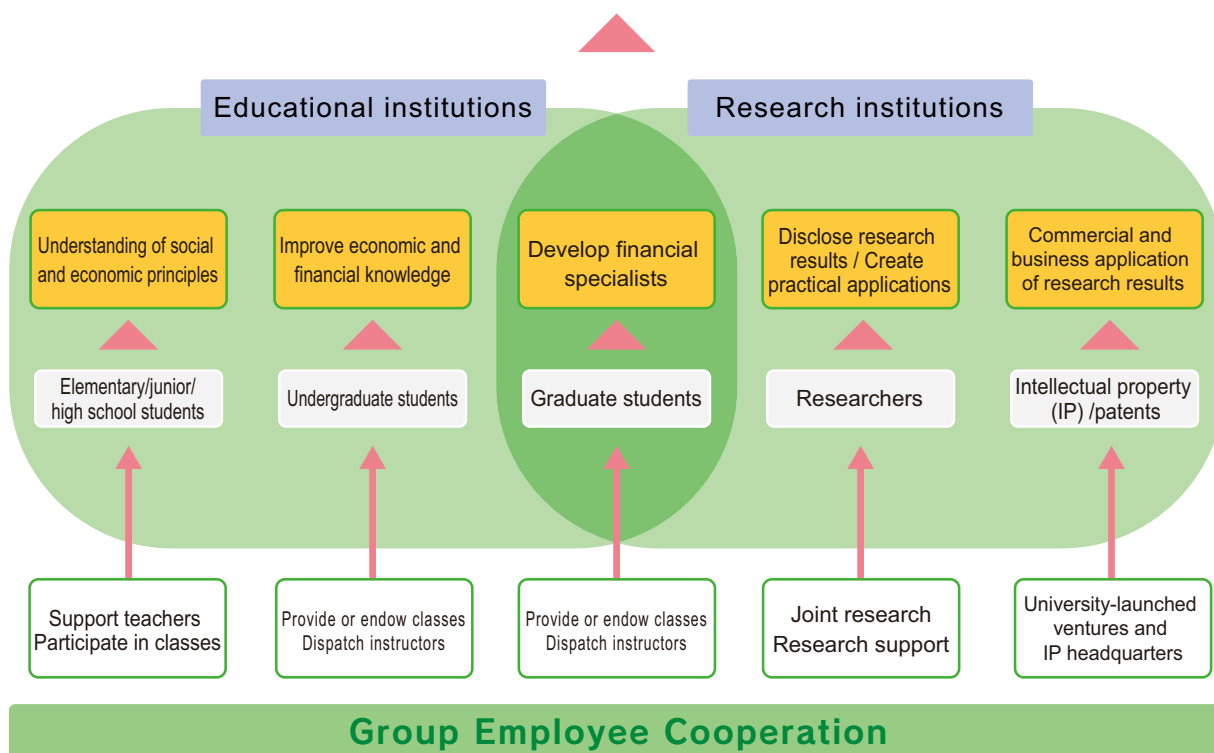 Educational institutions
Research institutions
Understanding of social
and economic principles
Improve economic and
financial knowledge
Develop financial
specialists
Disclose research
results / Create
practical applications
Commercial and
business application
of research results
Elementary/junior/
high school students
Undergraduate students
Graduate students
Researchers
Intellectual property
(IP) /patents
Support teachers
Participate in classes
Provide or endow classes
Dispatch instructors
Provide or endow classes
Dispatch instructors
Joint research
Research support
University-launched
ventures and
IP headquarters
Group Employee Cooperation